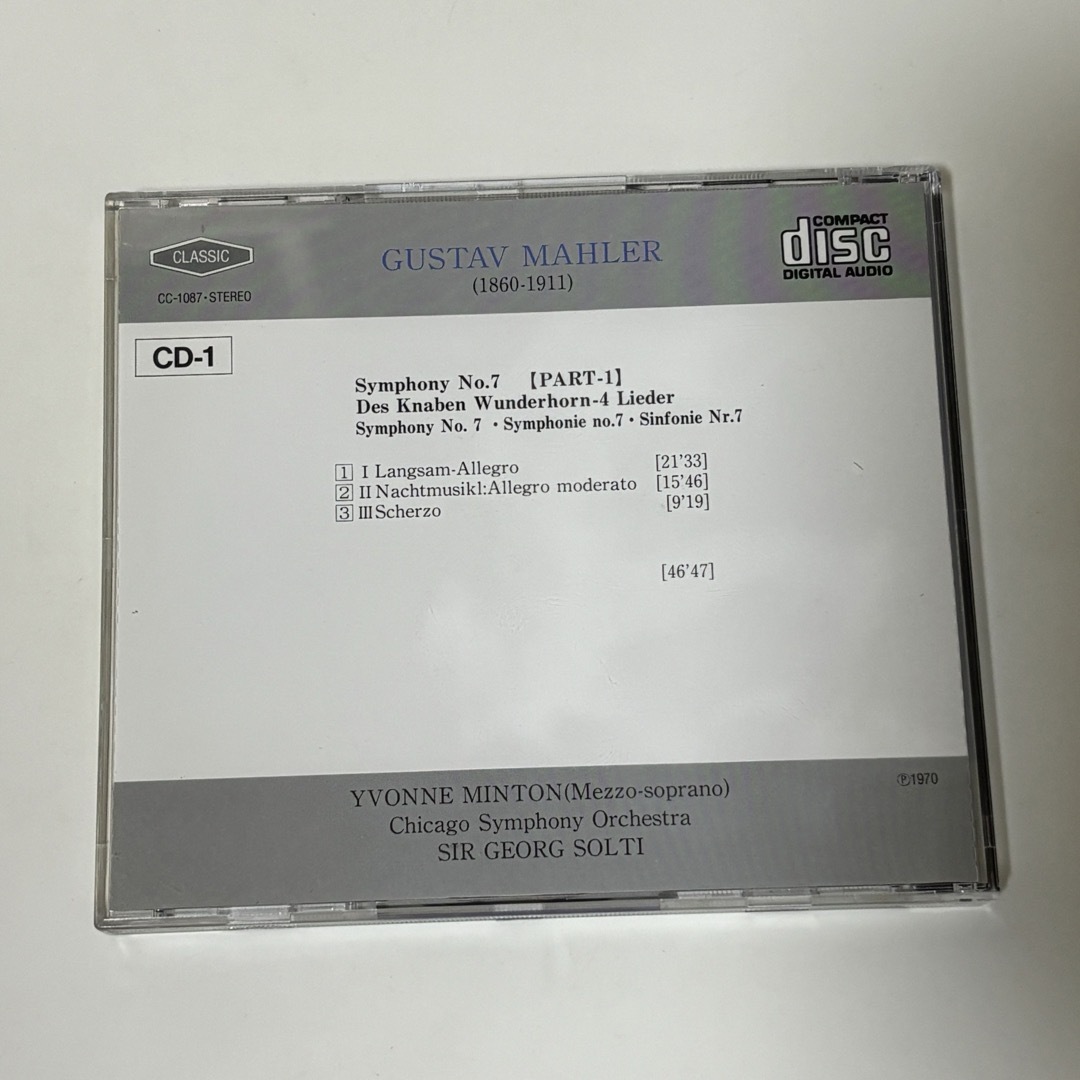 CLASSIC
CC-1087・STEREO
GUSTAV MAHLER
(1860-1911)
COMPACT
disc
DIGITAL AUDIO
CD-1
Symphony No.7 【PART-1】
Des Knaben Wunderhorn-4 Lieder
Symphony No. 7 ・Symphonie no.7・Sinfonie Nr.7
1 I Langsam-Allegro [21'33]
2 II Nachtmusikl:Allegro moderato [15'46]
3 IIIScherzo [9'19]
[46'47]
YVONNE MINTON(Mezzo-soprano)
Chicago Symphony Orchestra
SIR GEORG SOLTI
℗1970